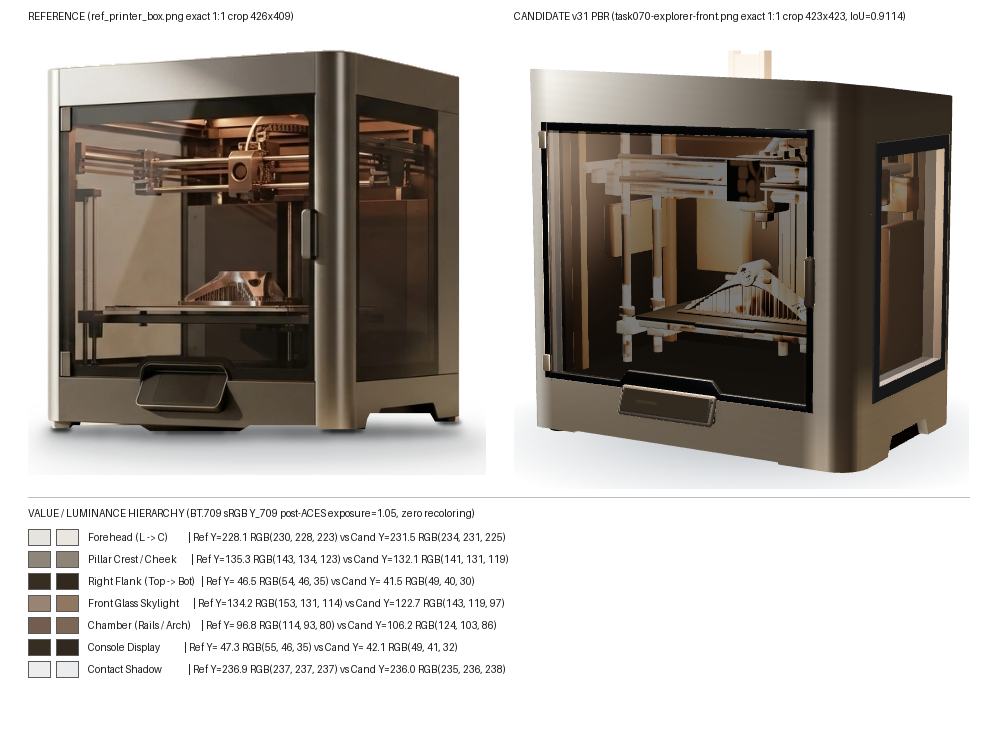 REFERENCE (ref_printer_box.png exact 1:1 crop 426x409)
CANDIDATE v31 PBR (task070-explorer-front.png exact 1:1 crop 423x423, IoU=0.9114)
VALUE / LUMINANCE HIERARCHY (BT.709 sRGB Y_709 post-ACES exposure=1.05, zero recoloring)
Forehead (L -> C) | Ref Y=228.1 RGB(230, 228, 223) vs Cand Y=231.5 RGB(234, 231, 225)
Pillar Crest / Cheek | Ref Y=135.3 RGB(143, 134, 123) vs Cand Y=132.1 RGB(141, 131, 119)
Right Flank (Top -> Bot) | Ref Y= 46.5 RGB(54, 46, 35) vs Cand Y= 41.5 RGB(49, 40, 30)
Front Glass Skylight | Ref Y=134.2 RGB(153, 131, 114) vs Cand Y=122.7 RGB(143, 119, 97)
Chamber (Rails / Arch) | Ref Y= 96.8 RGB(114, 93, 80) vs Cand Y=106.2 RGB(124, 103, 86)
Console Display | Ref Y= 47.3 RGB(55, 46, 35) vs Cand Y= 42.1 RGB(49, 41, 32)
Contact Shadow | Ref Y=236.9 RGB(237, 237, 237) vs Cand Y=236.0 RGB(235, 236, 238)